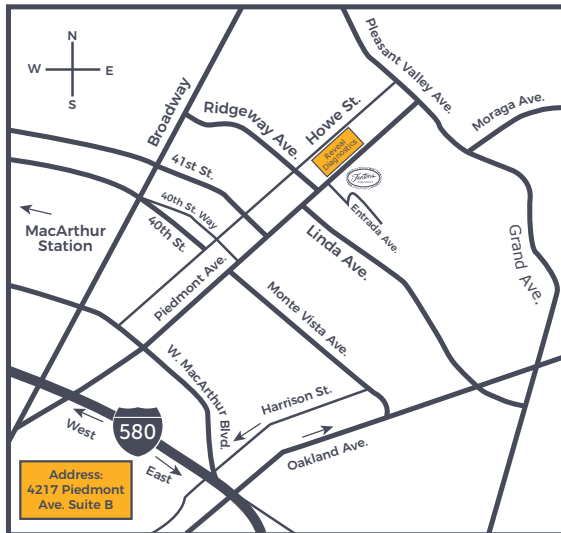 N
W E
S
Broadway
Pleasant Valley Ave.
Moraga Ave.
Ridgeway Ave.
Howe St.
Reveal
Diagnostics
Fentons
41st St.
40th St. Way
40th St.
Entrada Ave.
Linda Ave.
Grand Ave.
MacArthur
Station
Piedmont Ave.
Monte Vista Ave.
W. MacArthur
Blvd.
Harrison St.
West
580
East
Oakland Ave.
Address:
4217 Piedmont
Ave. Suite B